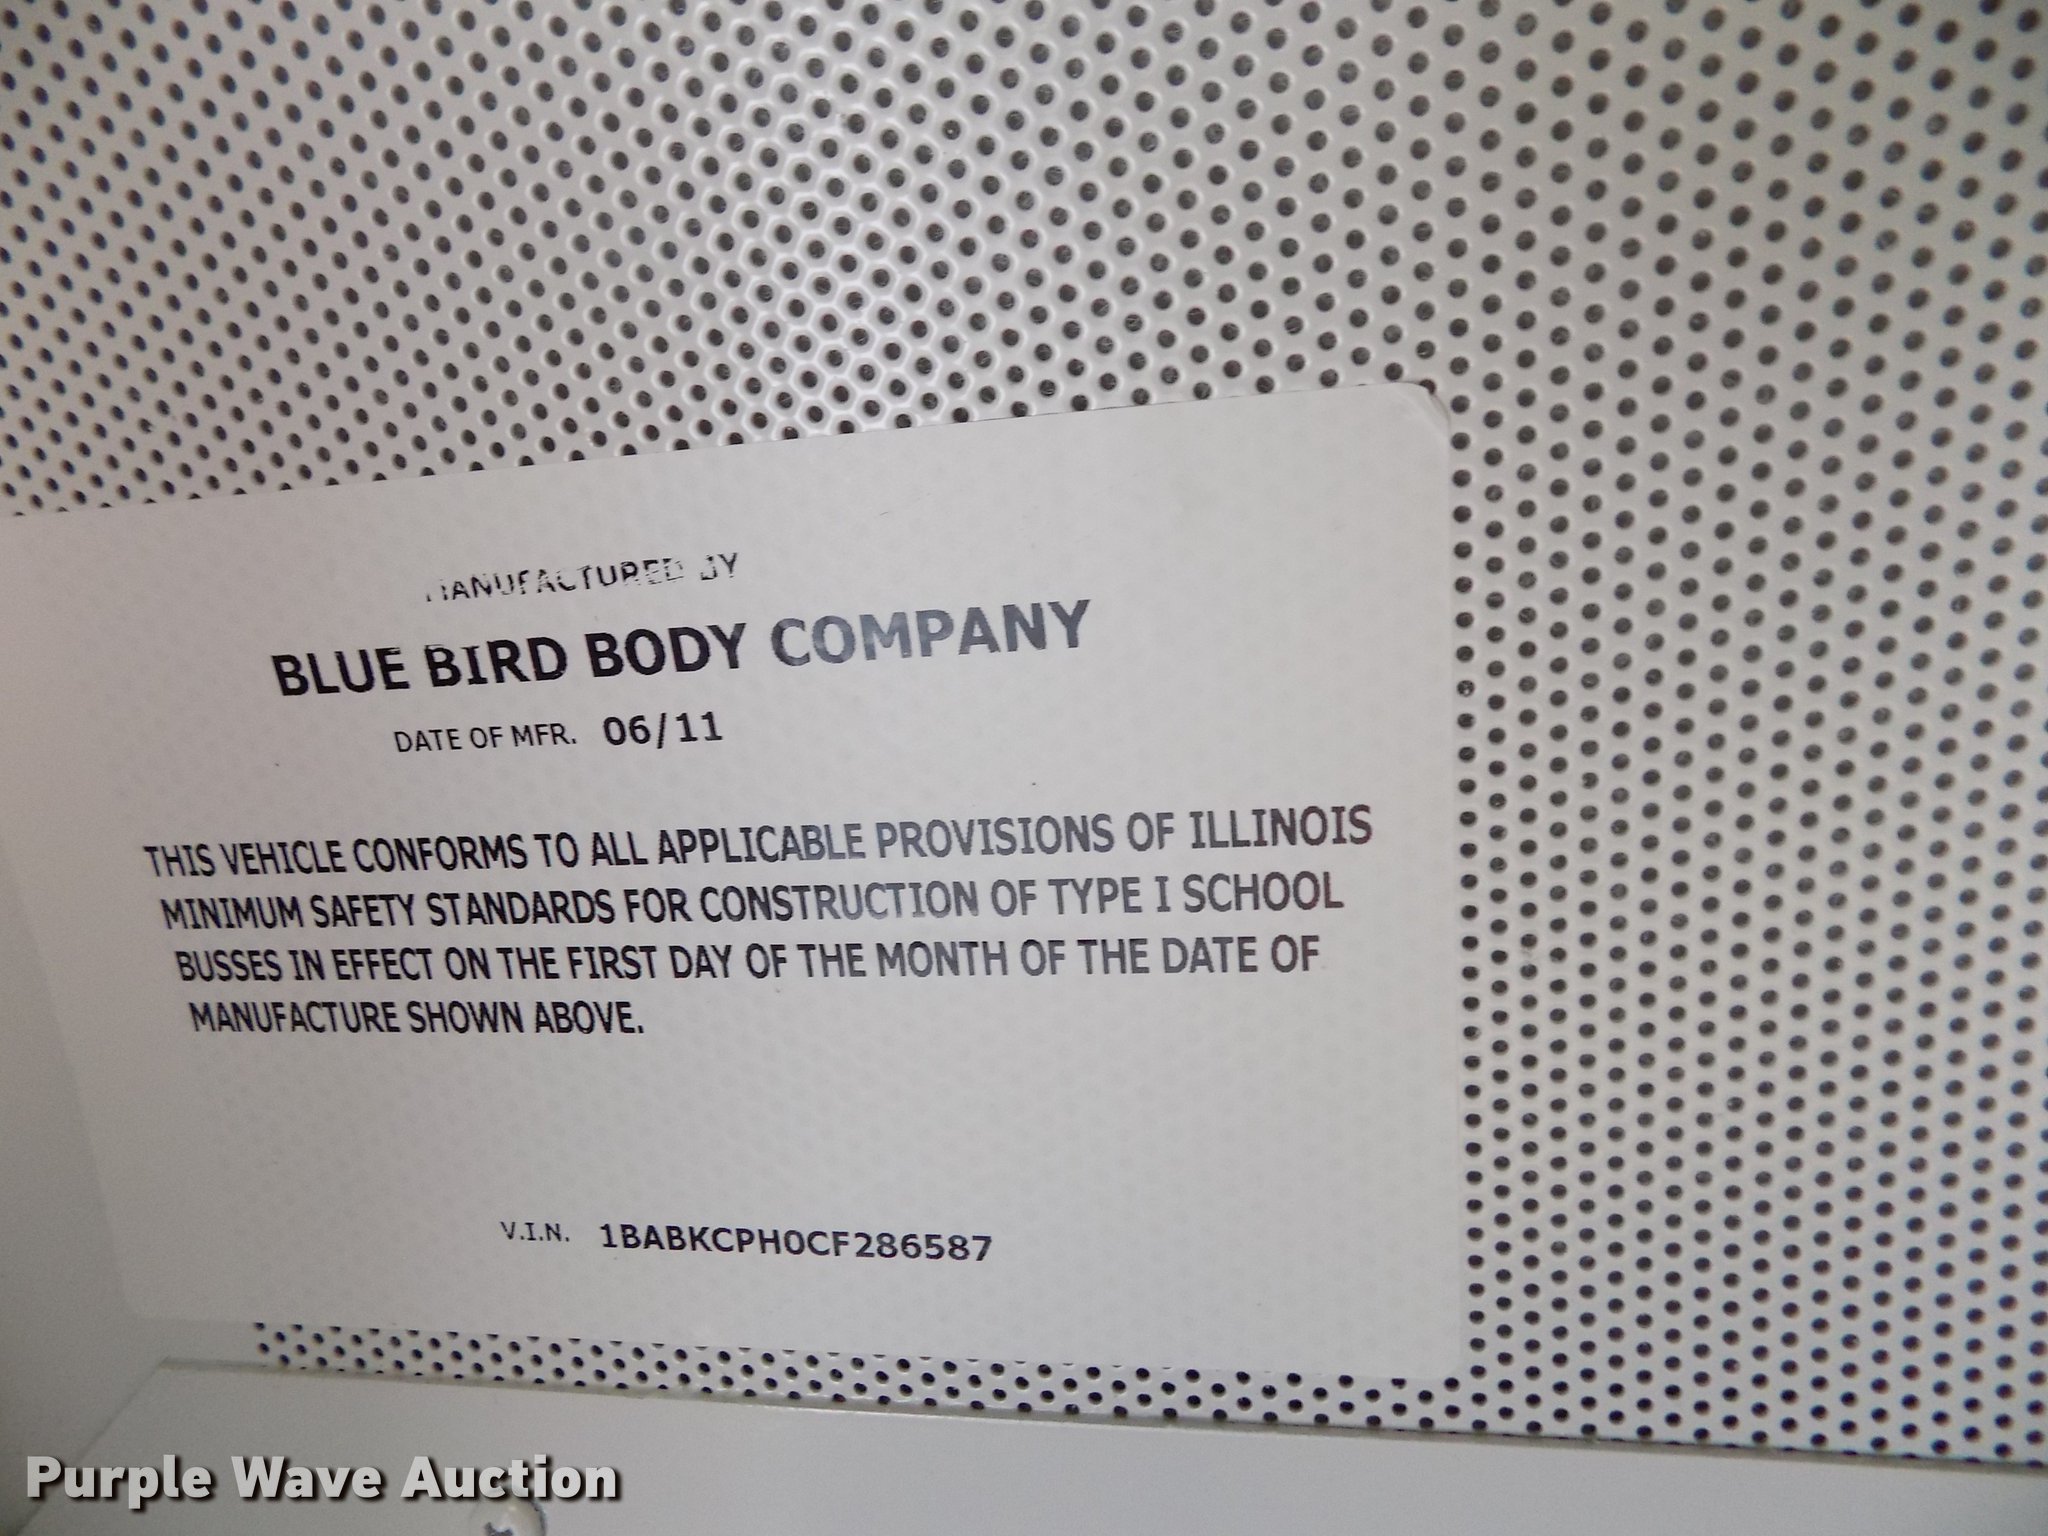 MANUFACTURED BY
BLUE BIRD BODY COMPANY
DATE OF MFR. 06/11
THIS VEHICLE CONFORMS TO ALL APPLICABLE PROVISIONS OF ILLINOIS
MINIMUM SAFETY STANDARDS FOR CONSTRUCTION OF TYPE I SCHOOL
BUSSES IN EFFECT ON THE FIRST DAY OF THE MONTH OF THE DATE OF
MANUFACTURE SHOWN ABOVE.
V.I.N. 1BABKCPH0CF286587
Purple Wave Auction